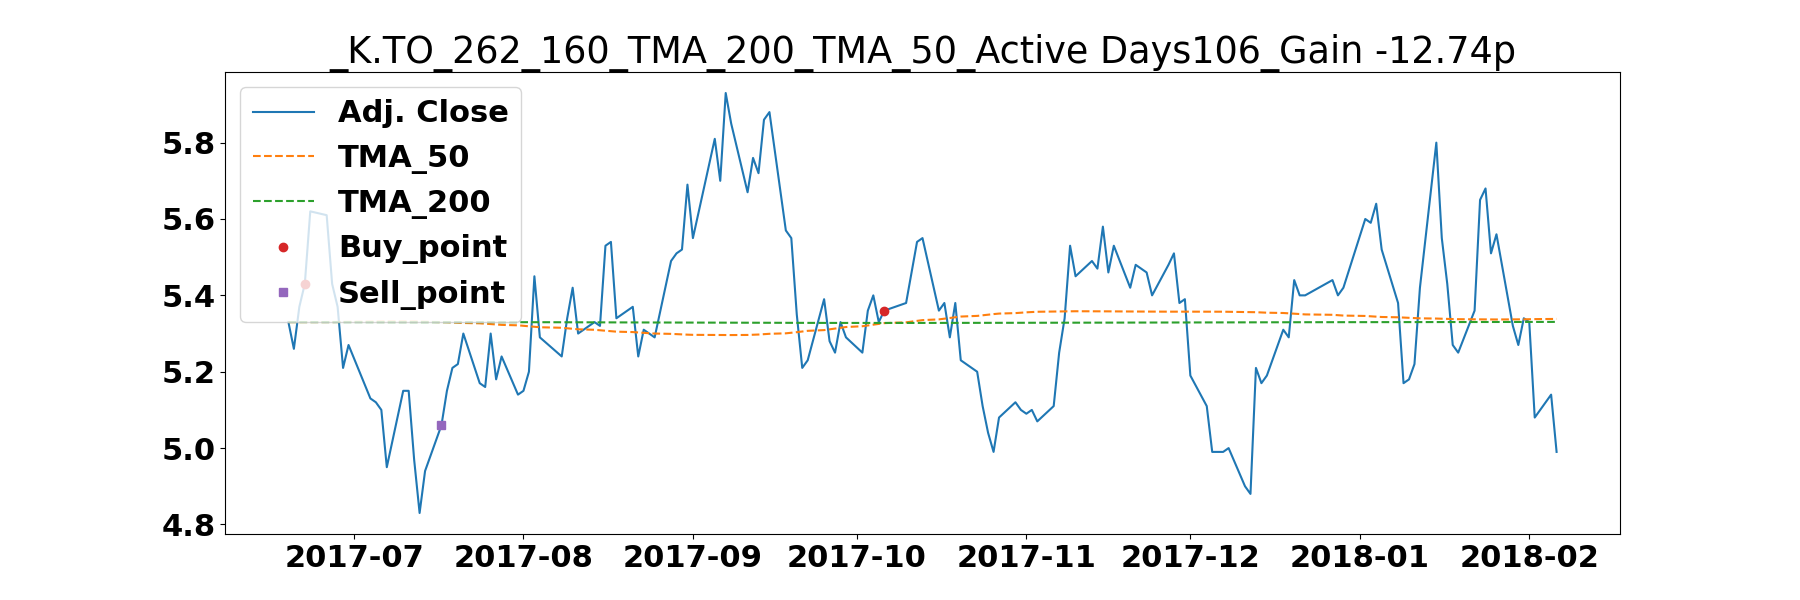 _K.TO_262_160_TMA_200_TMA_50_Active Days106_Gain -12.74p
Adj. Close
TMA_50
TMA_200
Buy_point
Sell_point
5.8
5.6
5.4
5.2
5.0
4.8
2017-07 2017-08 2017-09 2017-10 2017-11 2017-12 2018-01 2018-02